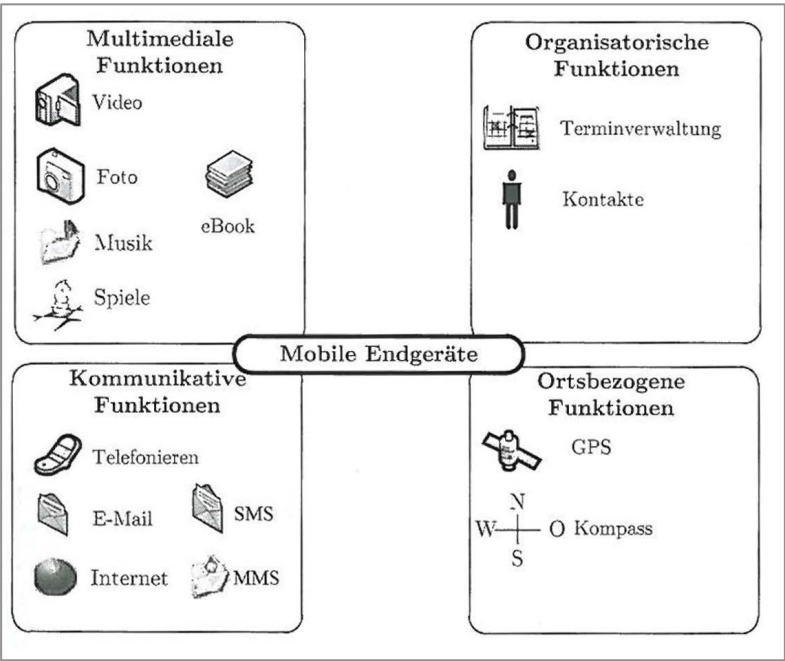 Multimediale
Funktionen
Video
Foto
eBook
Musik
Spiele
Organisatorische
Funktionen
Terminverwaltung
Kontakte
Mobile Endgeräte
Kommunikative
Funktionen
Telefonieren
E-Mail
SMS
Internet
MMS
Ortsbezogene
Funktionen
GPS
N
W O Kompass
S